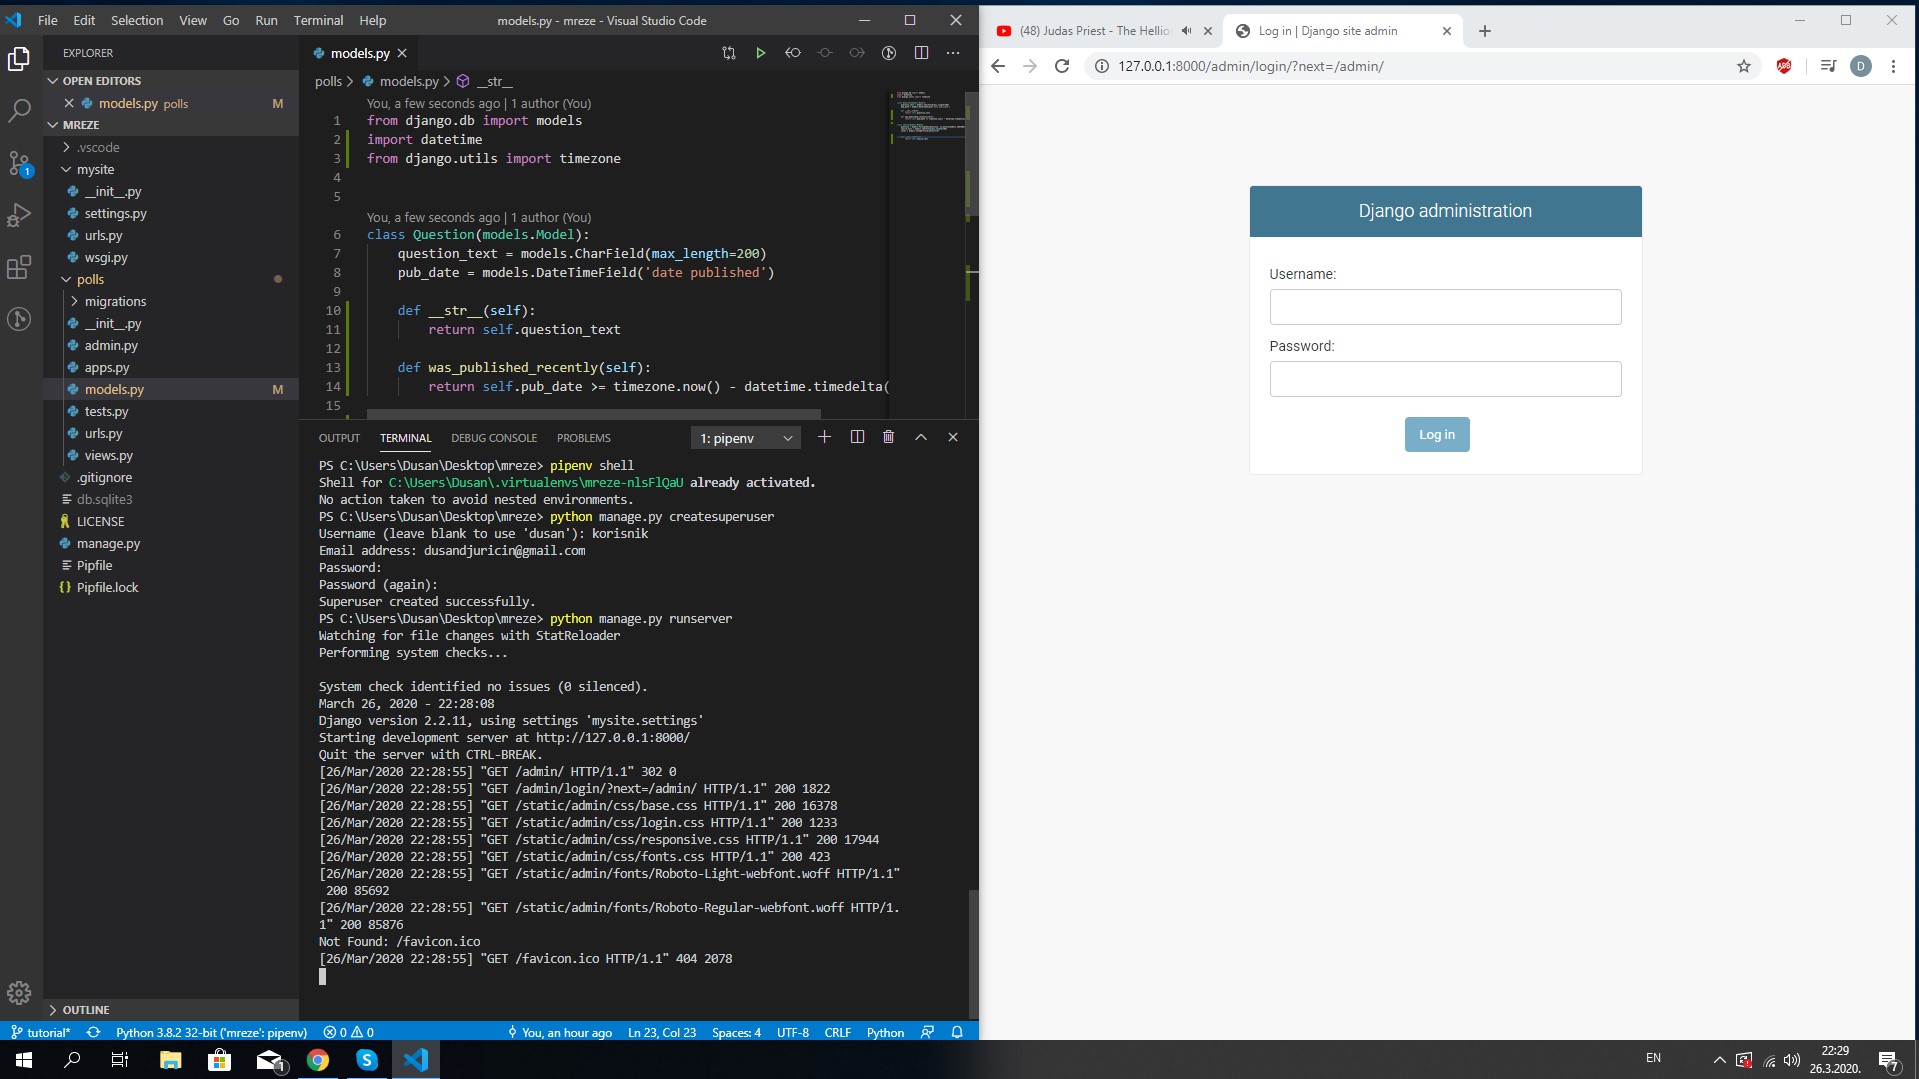 File Edit Selection View Go Run Terminal Help
models.py - mreze - Visual Studio Code
EXPLORER
OPEN EDITORS
models.py polls M
MREZE
.vscode
mysite
__init__.py
settings.py
urls.py
wsgi.py
polls
migrations
__init__.py
admin.py
apps.py
models.py M
tests.py
urls.py
views.py
.gitignore
db.sqlite3
LICENSE
manage.py
Pipfile
Pipfile.lock
OUTLINE
1
models.py
polls > models.py > __str__
You, a few seconds ago | 1 author (You)
1 from django.db import models
2 import datetime
3 from django.utils import timezone
4
5
You, a few seconds ago | 1 author (You)
6 class Question(models.Model):
7 question_text = models.CharField(max_length=200)
8 pub_date = models.DateTimeField('date published')
9
10 def __str__(self):
11 return self.question_text
12
13 def was_published_recently(self):
14 return self.pub_date >= timezone.now() - datetime.timedelta(
15
OUTPUT TERMINAL DEBUG CONSOLE PROBLEMS
1: pipenv
PS C:\Users\Dusan\Desktop\mreze> pipenv shell
Shell for C:\Users\Dusan\.virtualenvs\mreze-nlsFlQaU already activated.
No action taken to avoid nested environments.
PS C:\Users\Dusan\Desktop\mreze> python manage.py createsuperuser
Username (leave blank to use 'dusan'): korisnik
Email address: dusandjuricin@gmail.com
Password:
Password (again):
Superuser created successfully.
PS C:\Users\Dusan\Desktop\mreze> python manage.py runserver
Watching for file changes with StatReloader
Performing system checks...
System check identified no issues (0 silenced).
March 26, 2020 - 22:28:08
Django version 2.2.11, using settings 'mysite.settings'
Starting development server at http://127.0.0.1:8000/
Quit the server with CTRL-BREAK.
[26/Mar/2020 22:28:55] "GET /admin/ HTTP/1.1" 302 0
[26/Mar/2020 22:28:55] "GET /admin/login/?next=/admin/ HTTP/1.1" 200 1822
[26/Mar/2020 22:28:55] "GET /static/admin/css/base.css HTTP/1.1" 200 16378
[26/Mar/2020 22:28:55] "GET /static/admin/css/login.css HTTP/1.1" 200 1233
[26/Mar/2020 22:28:55] "GET /static/admin/css/responsive.css HTTP/1.1" 200 17944
[26/Mar/2020 22:28:55] "GET /static/admin/css/fonts.css HTTP/1.1" 200 423
[26/Mar/2020 22:28:55] "GET /static/admin/fonts/Roboto-Light-webfont.woff HTTP/1.1"
200 85692
[26/Mar/2020 22:28:55] "GET /static/admin/fonts/Roboto-Regular-webfont.woff HTTP/1.
1" 200 85876
Not Found: /favicon.ico
[26/Mar/2020 22:28:55] "GET /favicon.ico HTTP/1.1" 404 2078
tutorial* Python 3.8.2 32-bit ('mreze': pipenv) 0 0 You, an hour ago Ln 23, Col 23 Spaces: 4 UTF-8 CRLF Python
(48) Judas Priest - The Hellio
Log in | Django site admin
127.0.0.1:8000/admin/login/?next=/admin/
ABP
D
Django administration
Username:
Password:
Log in
1
S
EN
22:29
26.3.2020.
7